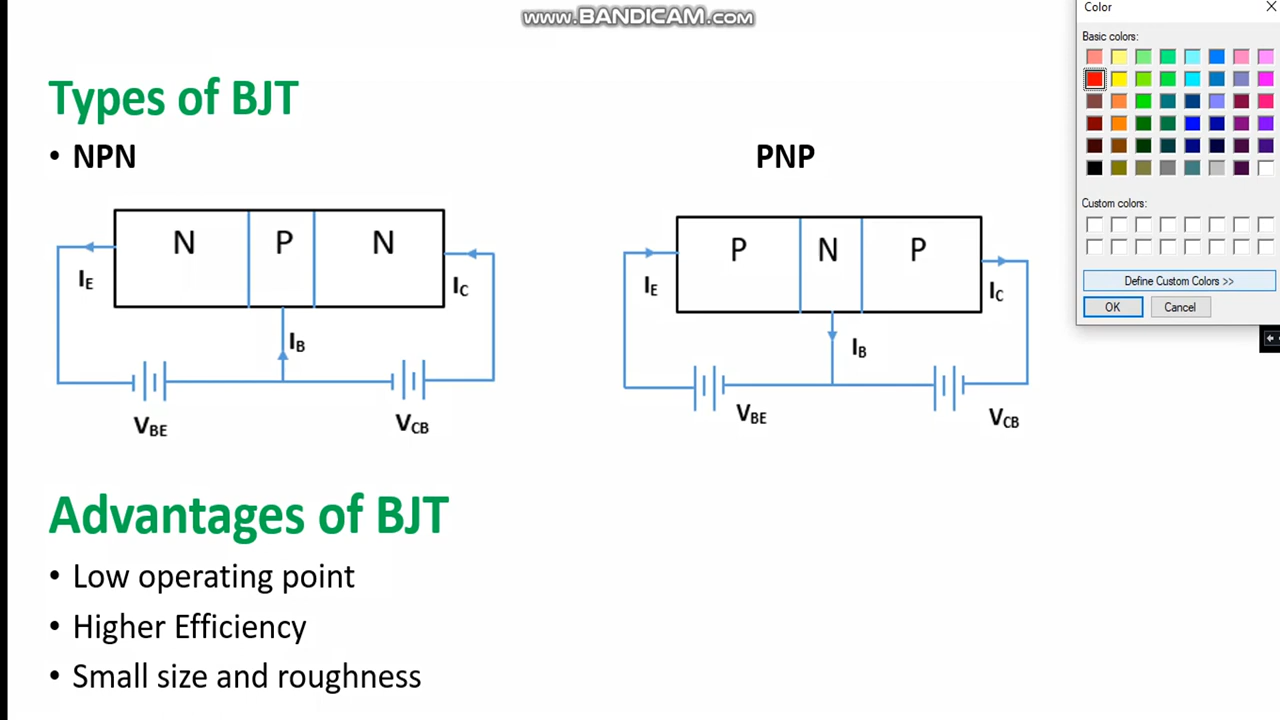 www.BANDICAM.com
Color
Basic colors:
Types of BJT
• NPN
PNP
N P N
P N P
Custom colors:
IE
IC
IE
IC
Define Custom Colors >>
OK Cancel
IB
IB
VBE
VCB
VBE
VCB
Advantages of BJT
• Low operating point
• Higher Efficiency
• Small size and roughness